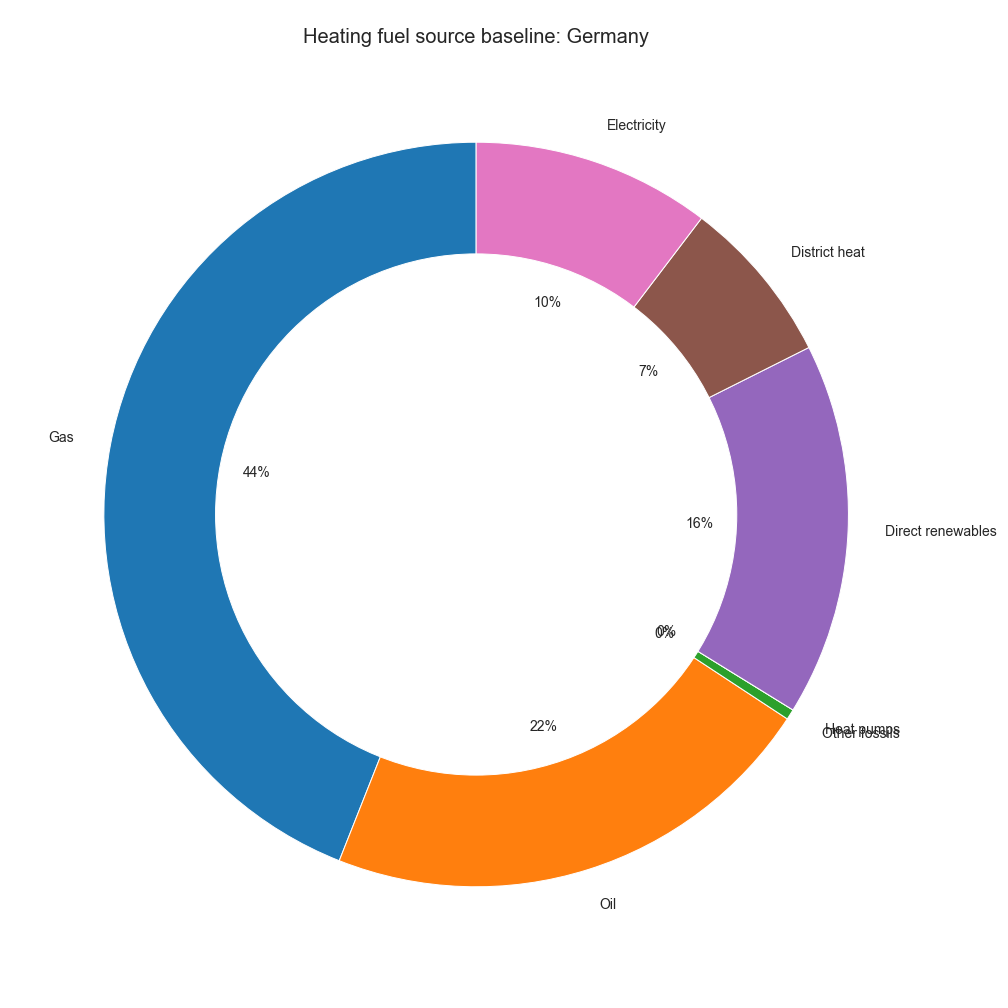 Heating fuel source baseline: Germany
Electricity
District heat
10%
7%
Gas
44%
16%
Direct renewables
0%
0%
22%
Heat pumps
Other fossils
Oil